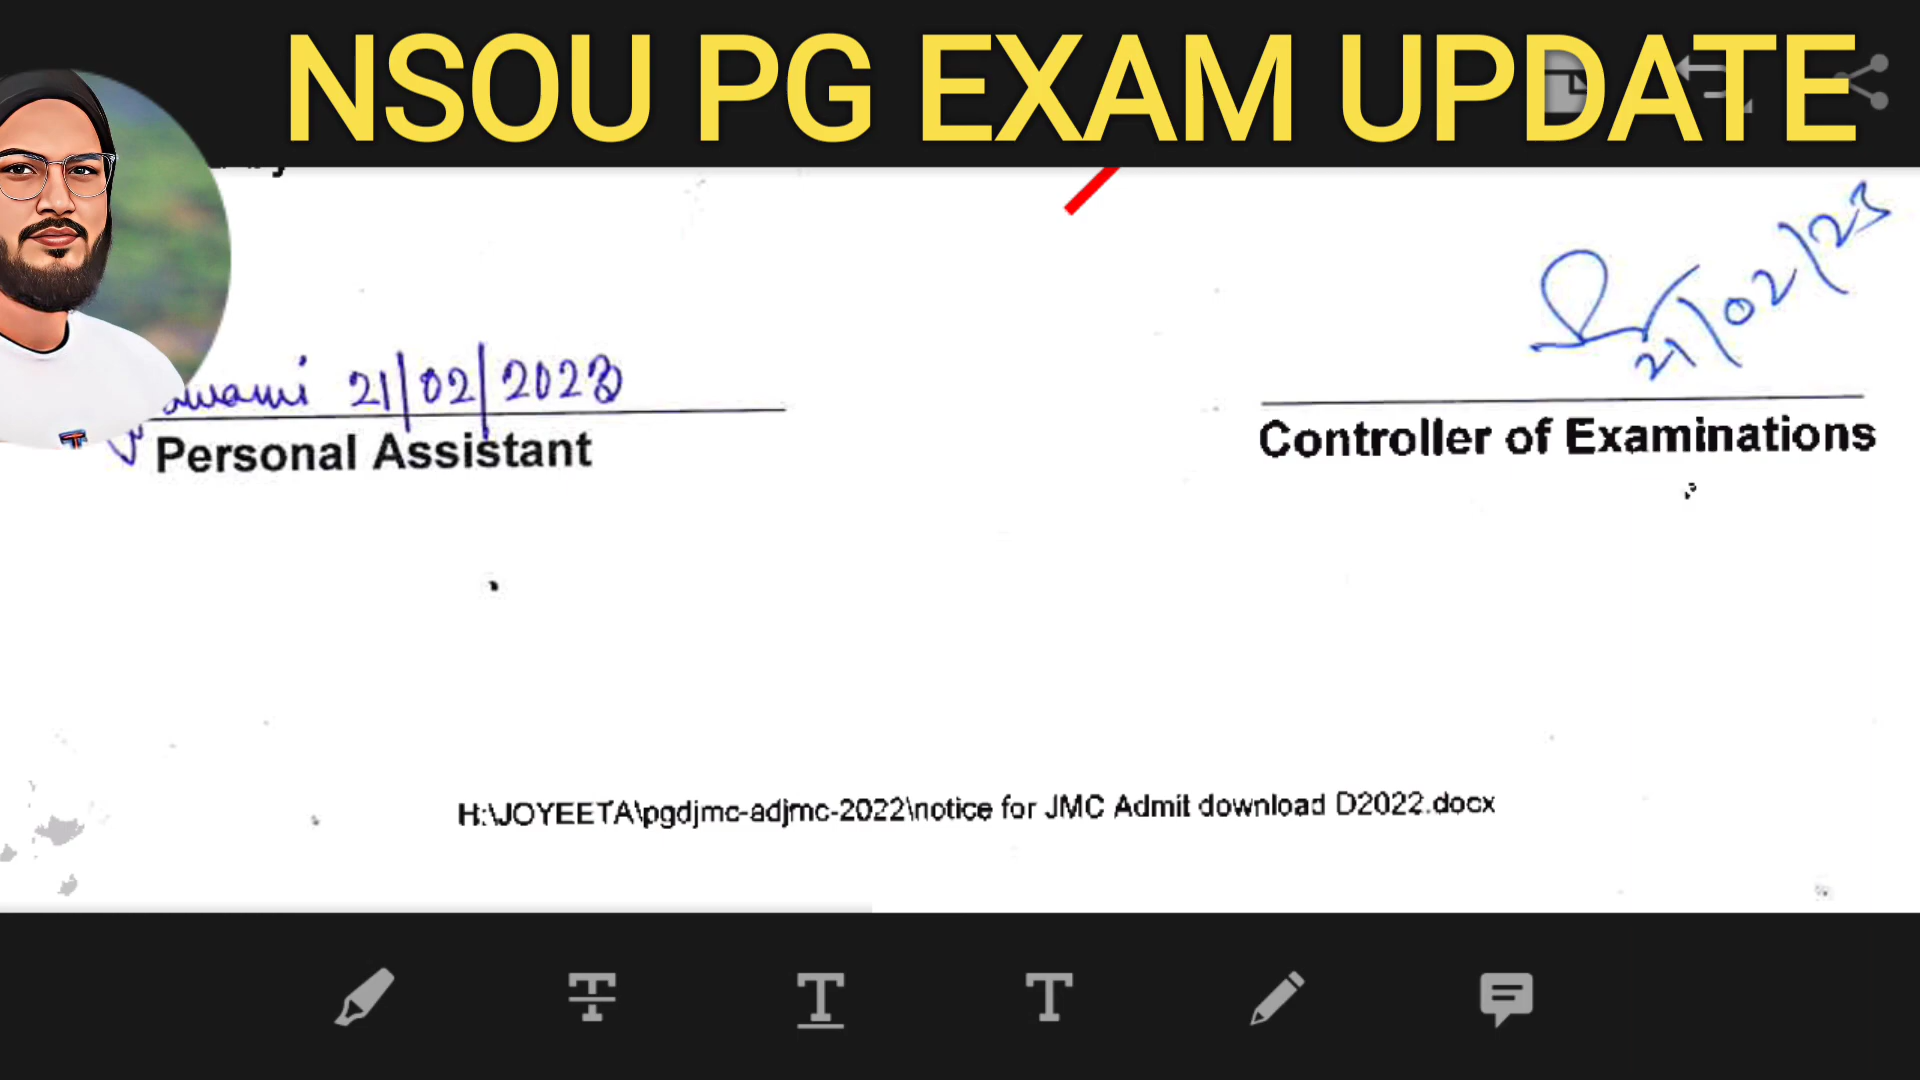 NSOU PG EXAM UPDATE
21/02/23
21/02/2023
Personal Assistant
Controller of Examinations
H:\JOYEETA\pgdjmc-adjmc-2022\notice for JMC Admit download D2022.docx